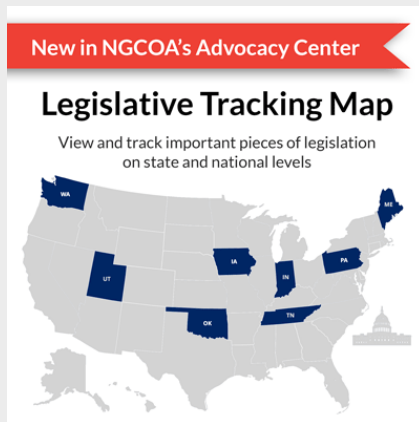 New in NGCOA's Advocacy Center
Legislative Tracking Map
View and track important pieces of legislation
on state and national levels
WA
ME
IA
IN
PA
UT
OK
TN